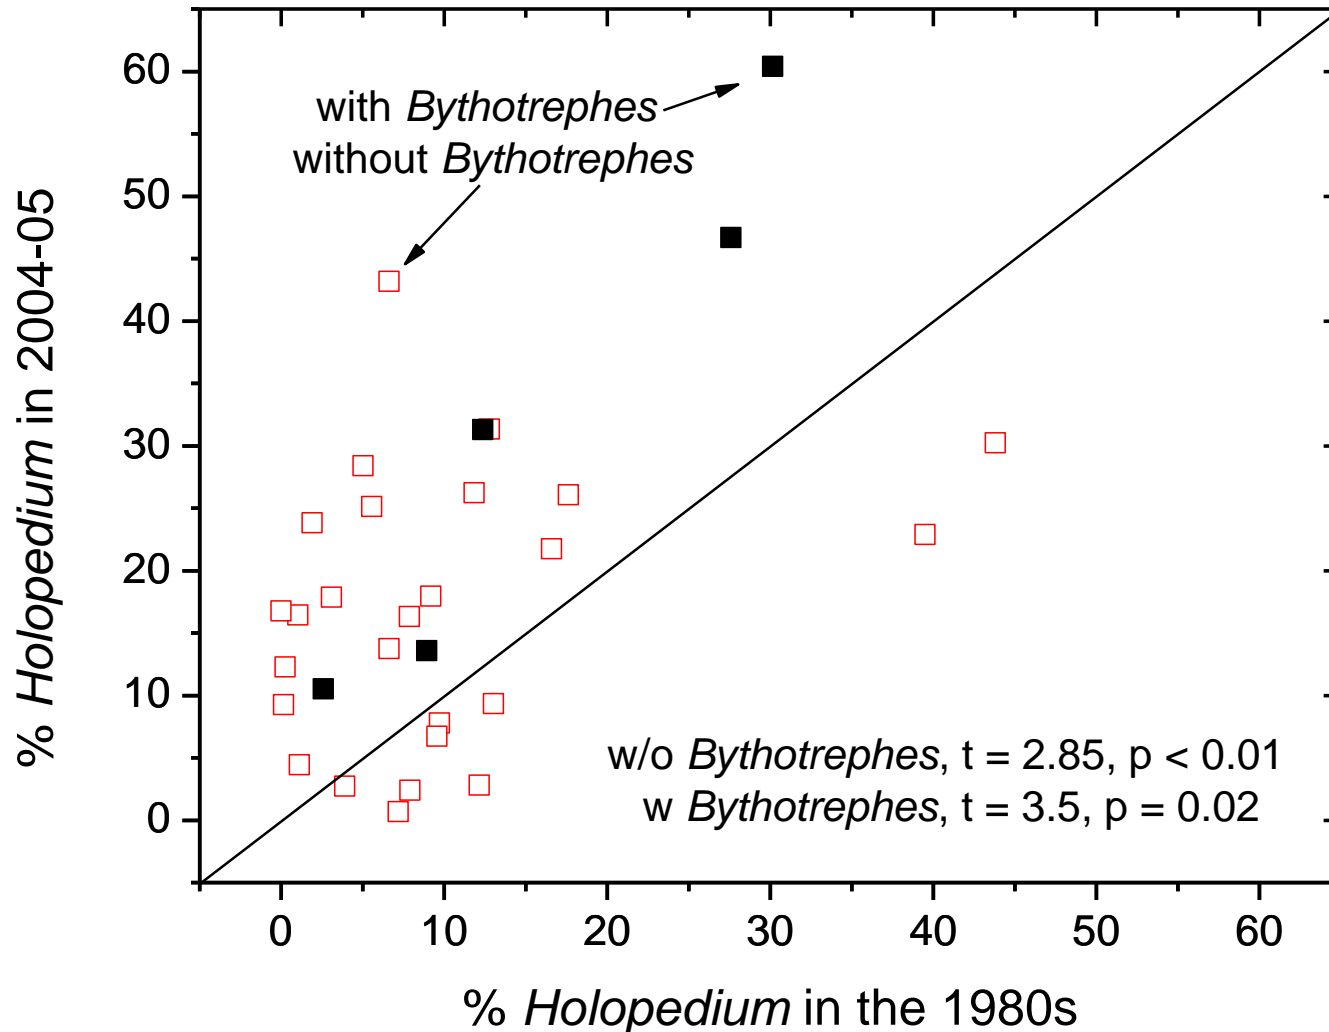 60
50
40
30
20
10
0
% Holopedium in 2004-05
with Bythotrephes
without Bythotrephes
w/o Bythotrephes, t = 2.85, p < 0.01
w Bythotrephes, t = 3.5, p = 0.02
0 10 20 30 40 50 60
% Holopedium in the 1980s